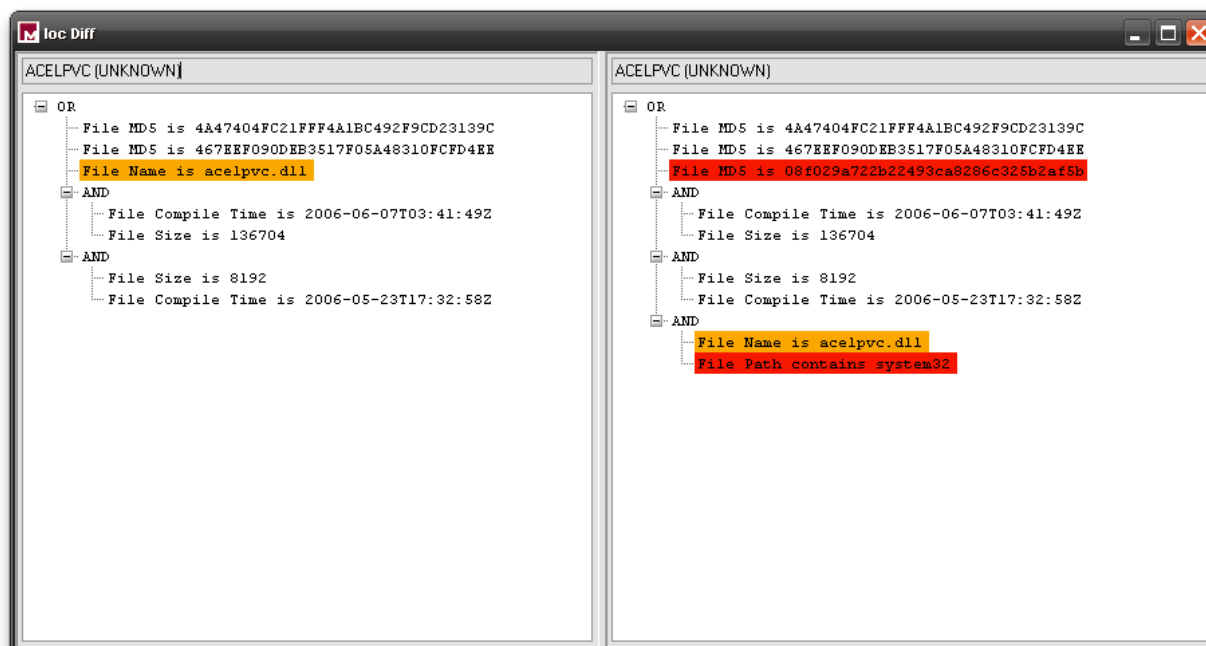 Ioc Diff
ACELPVC (UNKNOWN)
OR
File MD5 is 4A47404FC21FFF4A1BC492F9CD23139C
File MD5 is 467EEF090DEB3517F05A48310FCFD4EE
File Name is acelpvc.dll
AND
File Compile Time is 2006-06-07T03:41:49Z
File Size is 136704
AND
File Size is 8192
File Compile Time is 2006-05-23T17:32:58Z
ACELPVC (UNKNOWN)
OR
File MD5 is 4A47404FC21FFF4A1BC492F9CD23139C
File MD5 is 467EEF090DEB3517F05A48310FCFD4EE
File MD5 is 08f029a722b22493ca8286c325b2af5b
AND
File Compile Time is 2006-06-07T03:41:49Z
File Size is 136704
AND
File Size is 8192
File Compile Time is 2006-05-23T17:32:58Z
AND
File Name is acelpvc.dll
File Path contains system32